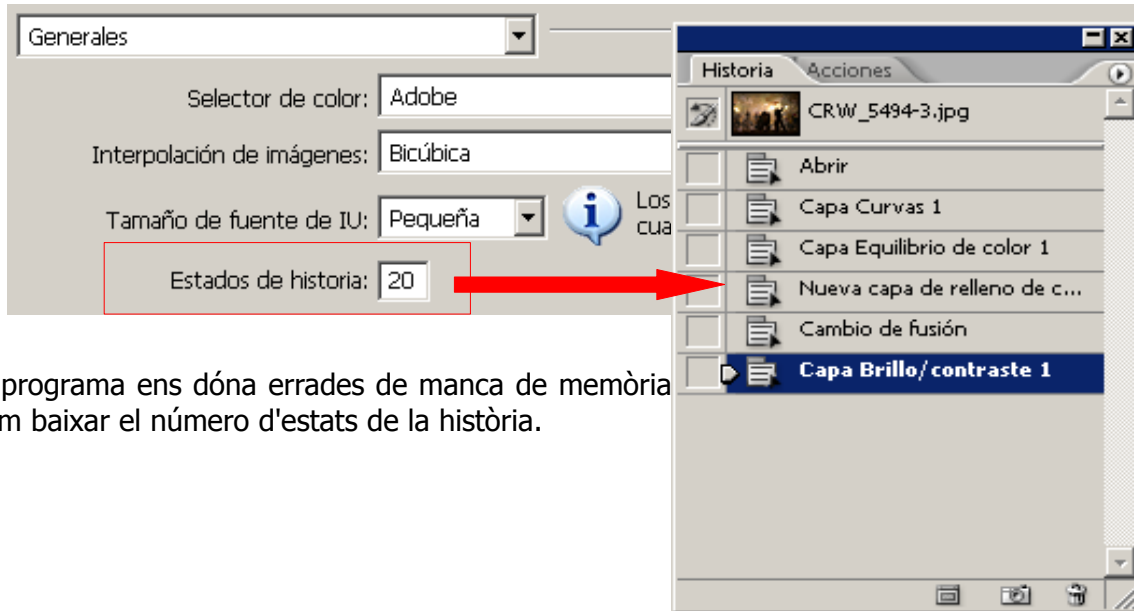 Generales
Selector de color: Adobe
Interpolación de imágenes: Bicúbica
Tamaño de fuente de IU: Pequeña
Los
cua
Estados de historia: 20
Historia Acciones
CRW_5494-3.jpg
Abrir
Capa Curvas 1
Capa Equilibrio de color 1
Nueva capa de relleno de c...
Cambio de fusión
Capa Brillo/contraste 1
programa ens dóna errades de manca de memòria
m baixar el número d'estats de la història.